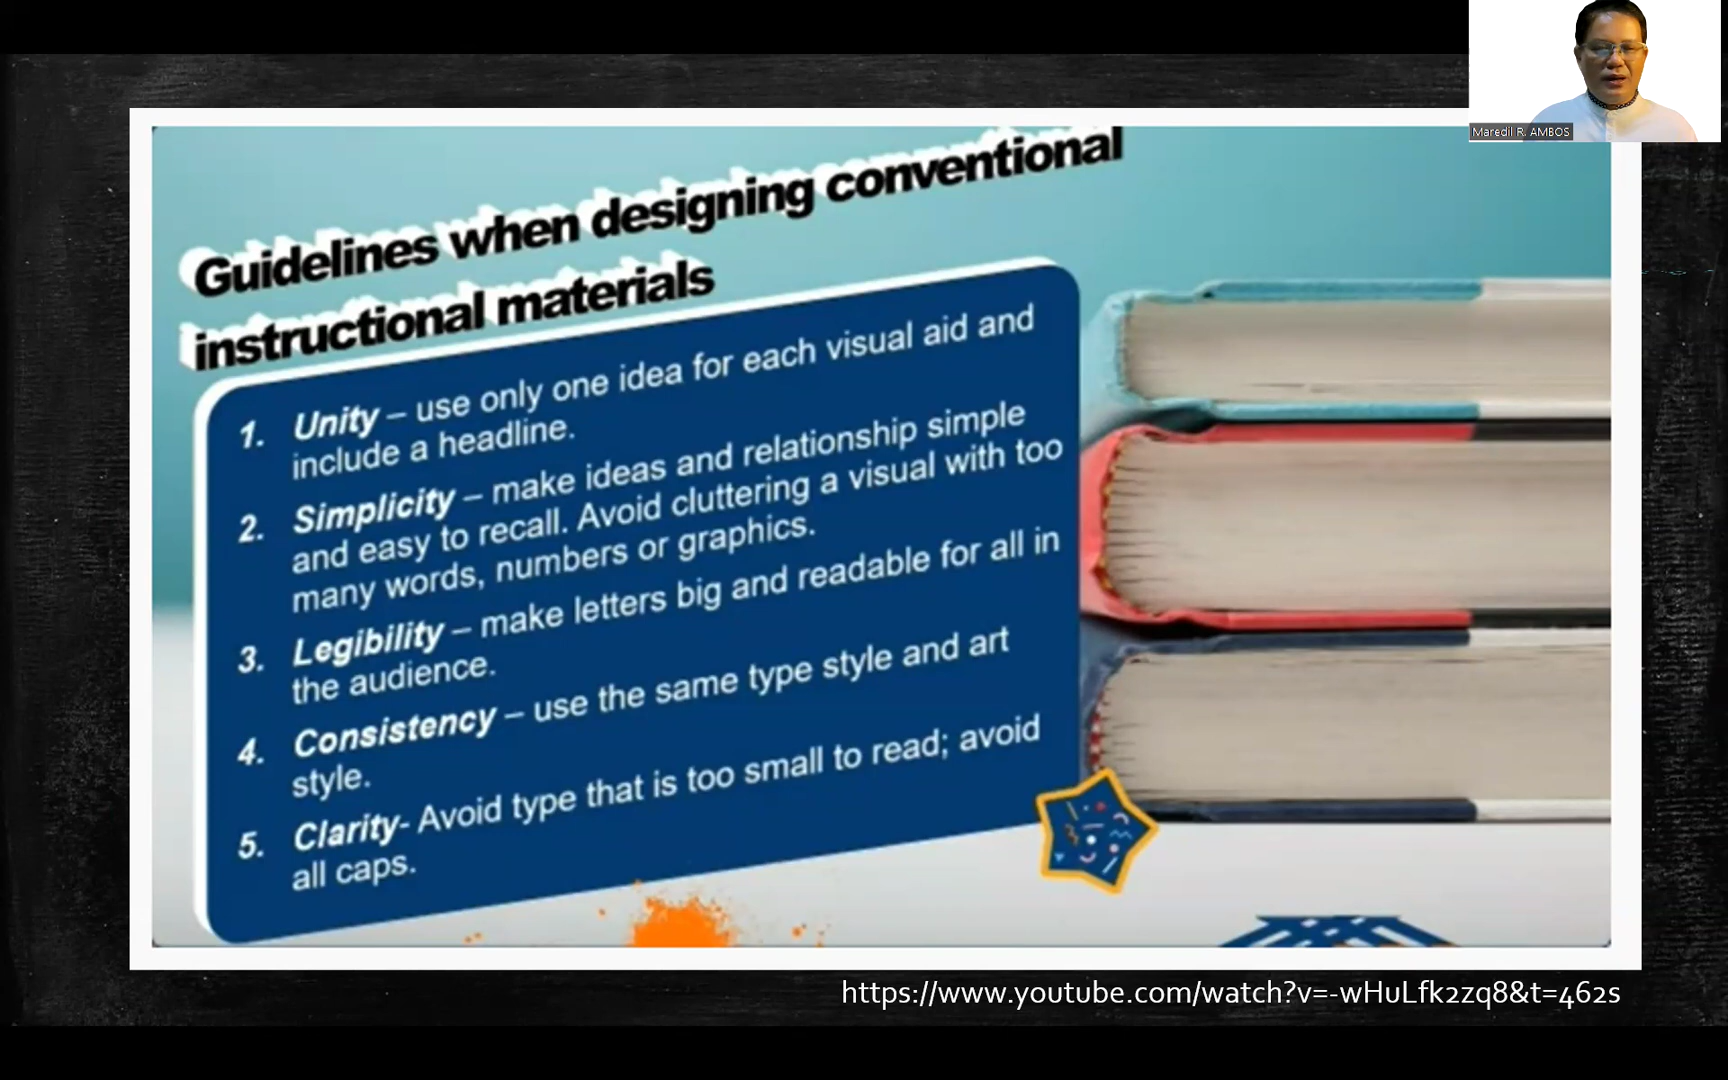 Maredil R. AMBOS
Guidelines when designing conventional
instructional materials
1. Unity – use only one idea for each visual aid and
include a headline.
2. Simplicity – make ideas and relationship simple
and easy to recall. Avoid cluttering a visual with too
many words, numbers or graphics.
3. Legibility – make letters big and readable for all in
the audience.
4. Consistency – use the same type style and art
style.
5. Clarity- Avoid type that is too small to read; avoid
all caps.
https://www.youtube.com/watch?v=-wHuLfk2zq8&t=462s